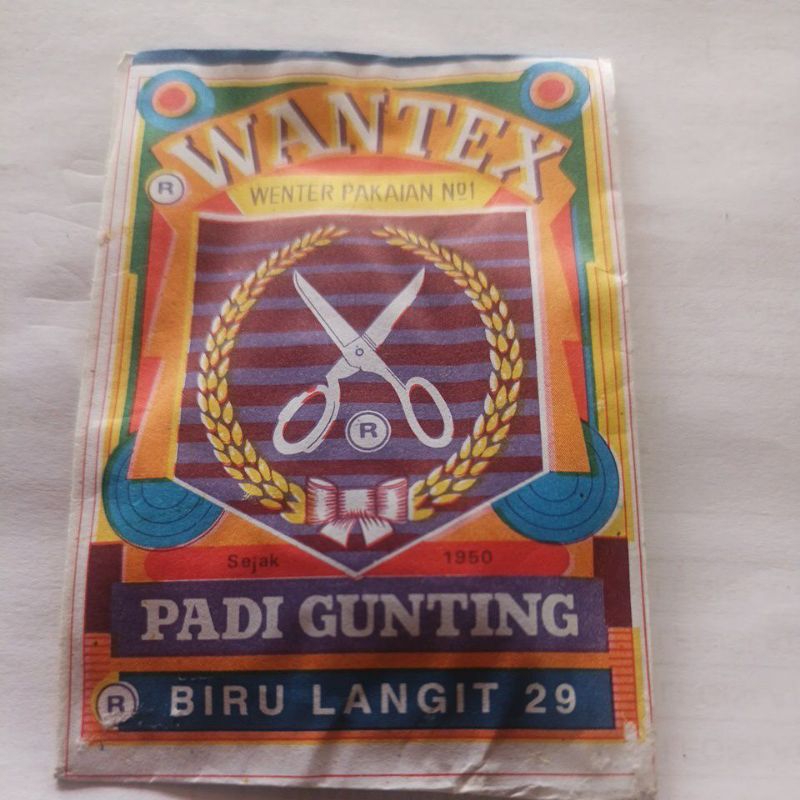 WANTEX
®
WENTER PAKAIAN Nº1
®
Sejak 1950
PADI GUNTING
® BIRU LANGIT 29